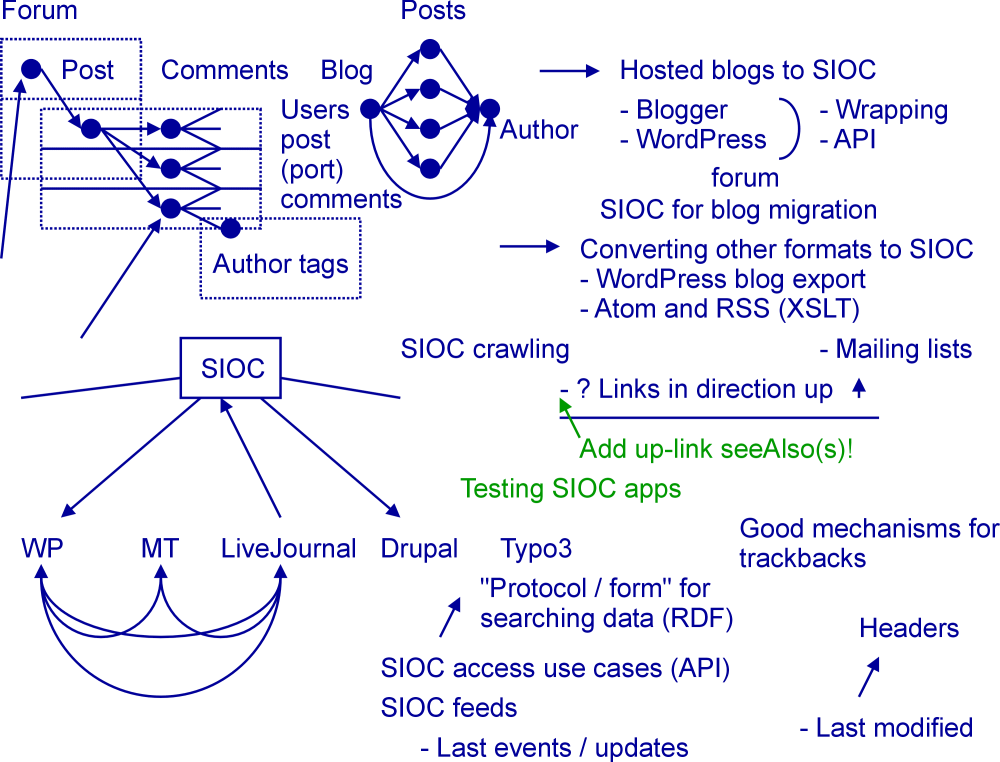 Forum
Posts
Post
Comments
Blog
Users
post
(port)
comments
Author
Author tags
Hosted blogs to SIOC
- Blogger
- WordPress
- Wrapping
- API
forum
SIOC for blog migration
Converting other formats to SIOC
- WordPress blog export
- Atom and RSS (XSLT)
- Mailing lists
SIOC crawling
- ? Links in direction up
Add up-link seeAlso(s)!
Testing SIOC apps
SIOC
WP
MT
LiveJournal
Drupal
Typo3
Good mechanisms for
trackbacks
"Protocol / form" for
searching data (RDF)
Headers
SIOC access use cases (API)
SIOC feeds
- Last events / updates
- Last modified